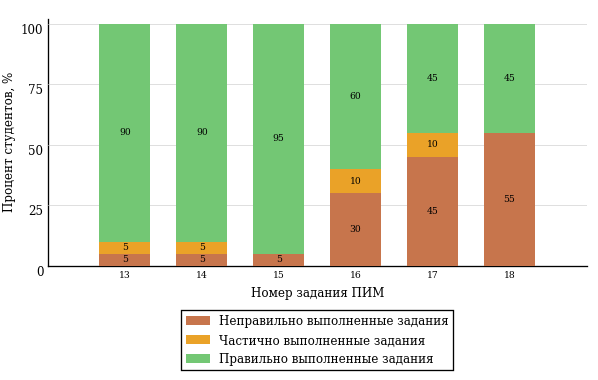 Процент студентов, %
100
75
50
25
0
90 90 95 60 45 45
5 5 10 10
5 5 5 30 45 55
13 14 15 16 17 18
Номер задания ПИМ
Неправильно выполненные задания
Частично выполненные задания
Правильно выполненные задания